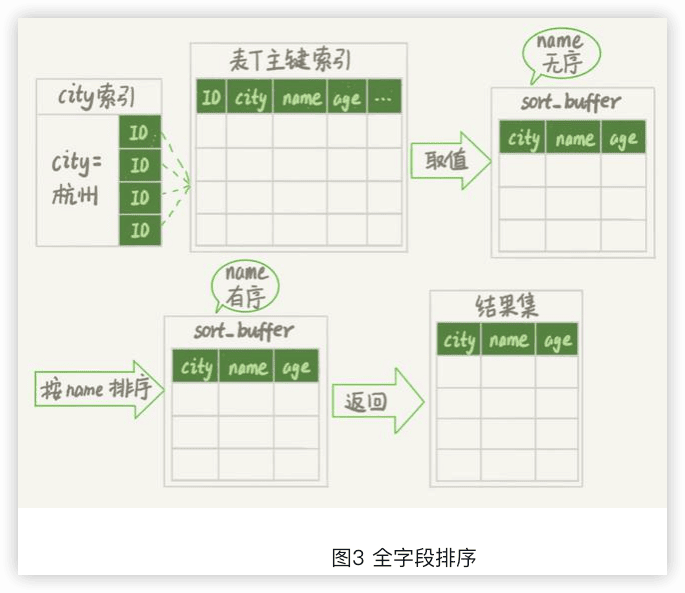 city索引
city=
杭州
ID
ID
ID
ID
表T主键索引
ID city name age ...
取值
name
无序
sort_buffer
city name age
按name排序
name
有序
sort_buffer
city name age
返回
结果集
city name age
图3 全字段排序